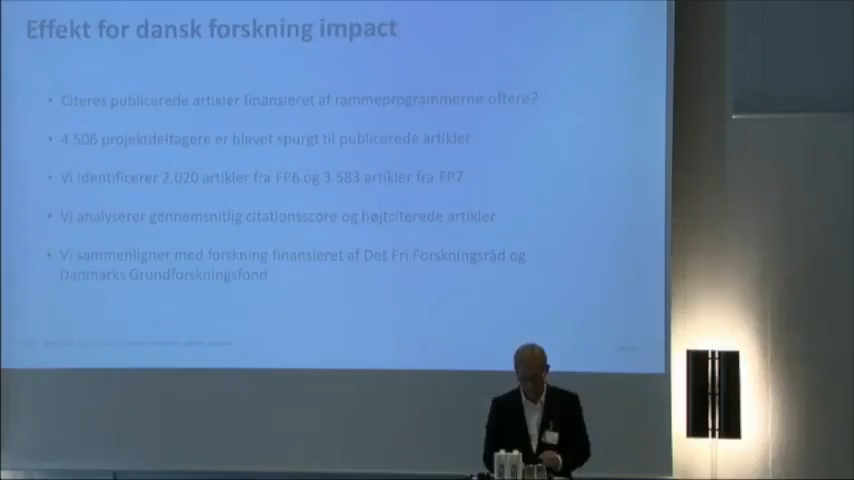 Effekt for dansk forskning impact
• Citeres publicerede artikler finansieret af rammeprogrammerne oftere?
• 4.506 projektdeltagere er blevet spurgt til publicerede artikler
• Vi identificerer 2.020 artikler fra FP6 og 3.583 artikler fra FP7
• Vi analyserer gennemsnitlig citationsscore og højtciterede artikler
• Vi sammenligner med forskning finansieret af Det Fri Forskningsråd og
Danmarks Grundforskningsfond